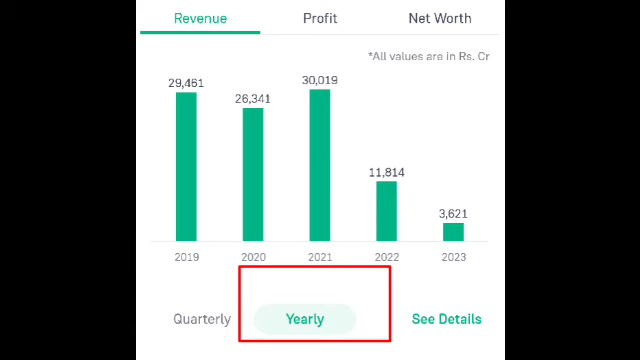 Revenue Profit Net Worth
*All values are in Rs. Cr
29,461 26,341 30,019 11,814 3,621
2019 2020 2021 2022 2023
Quarterly Yearly See Details